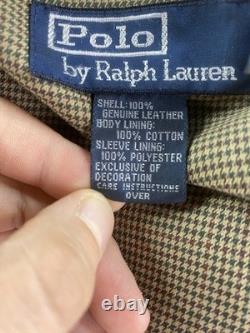 Polo
by Ralph Lauren
SHELL: 100%
GENUINE LEATHER
BODY LINING:
100% COTTON
SLEEVE LINING:
100% POLYESTER
EXCLUSIVE OF
DECORATION
CARE INSTRUCTIONS
OVER